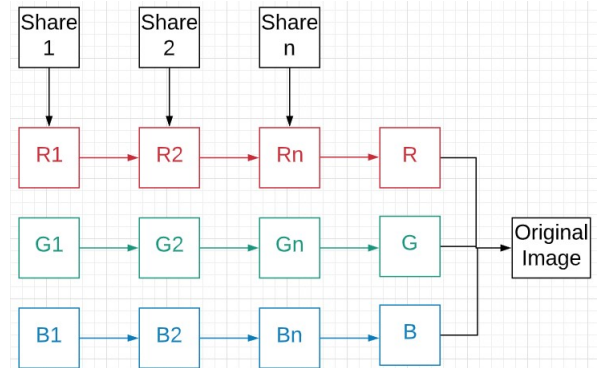 Share
1
Share
2
Share
n
R1
R2
Rn
R
G1
G2
Gn
G
Original
Image
B1
B2
Bn
B